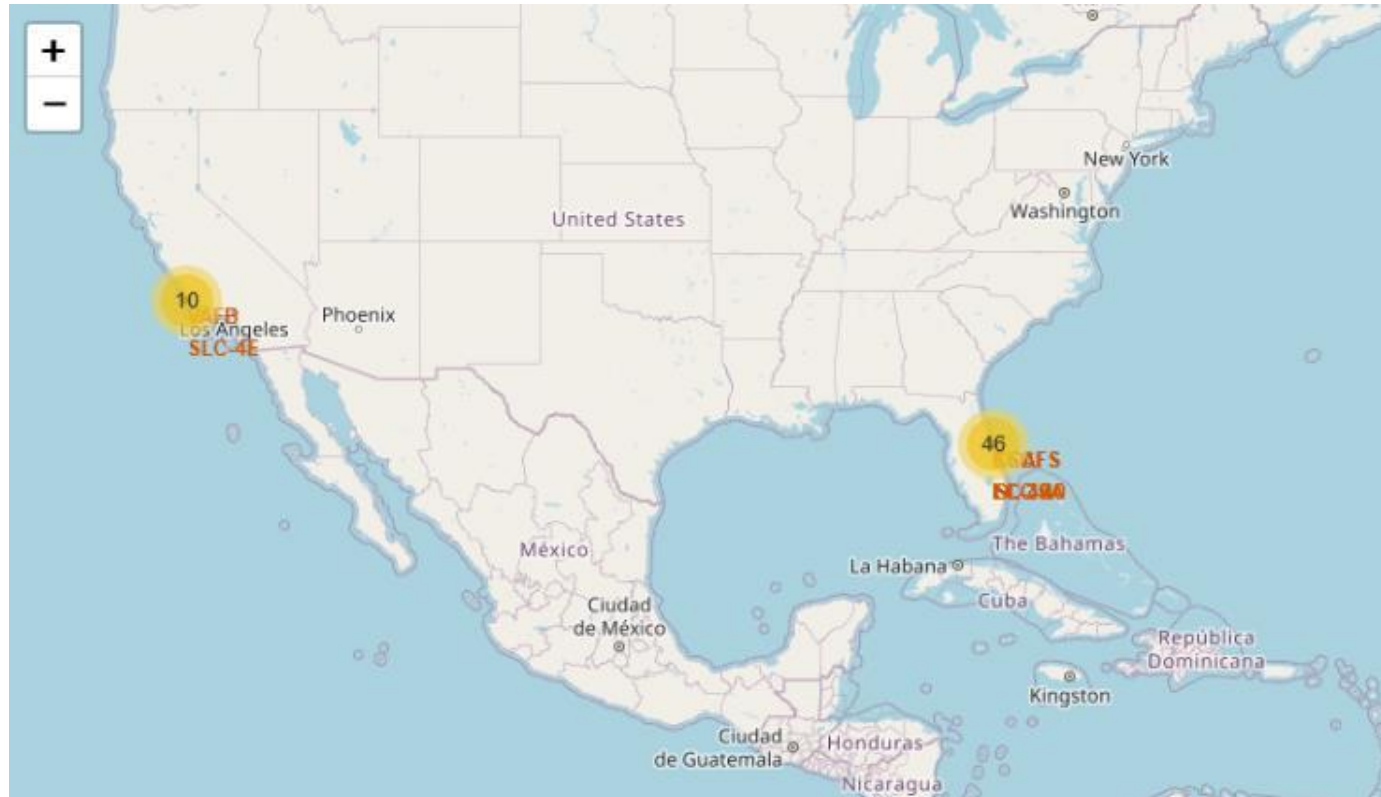 +
−
New York
Washington
United States
10
Los Angeles
SLC-4E
Phoenix
46
The Bahamas
México
La Habana
Cuba
Ciudad
de México
República
Dominicana
Kingston
Ciudad
de Guatemala
Honduras
Nicaragua